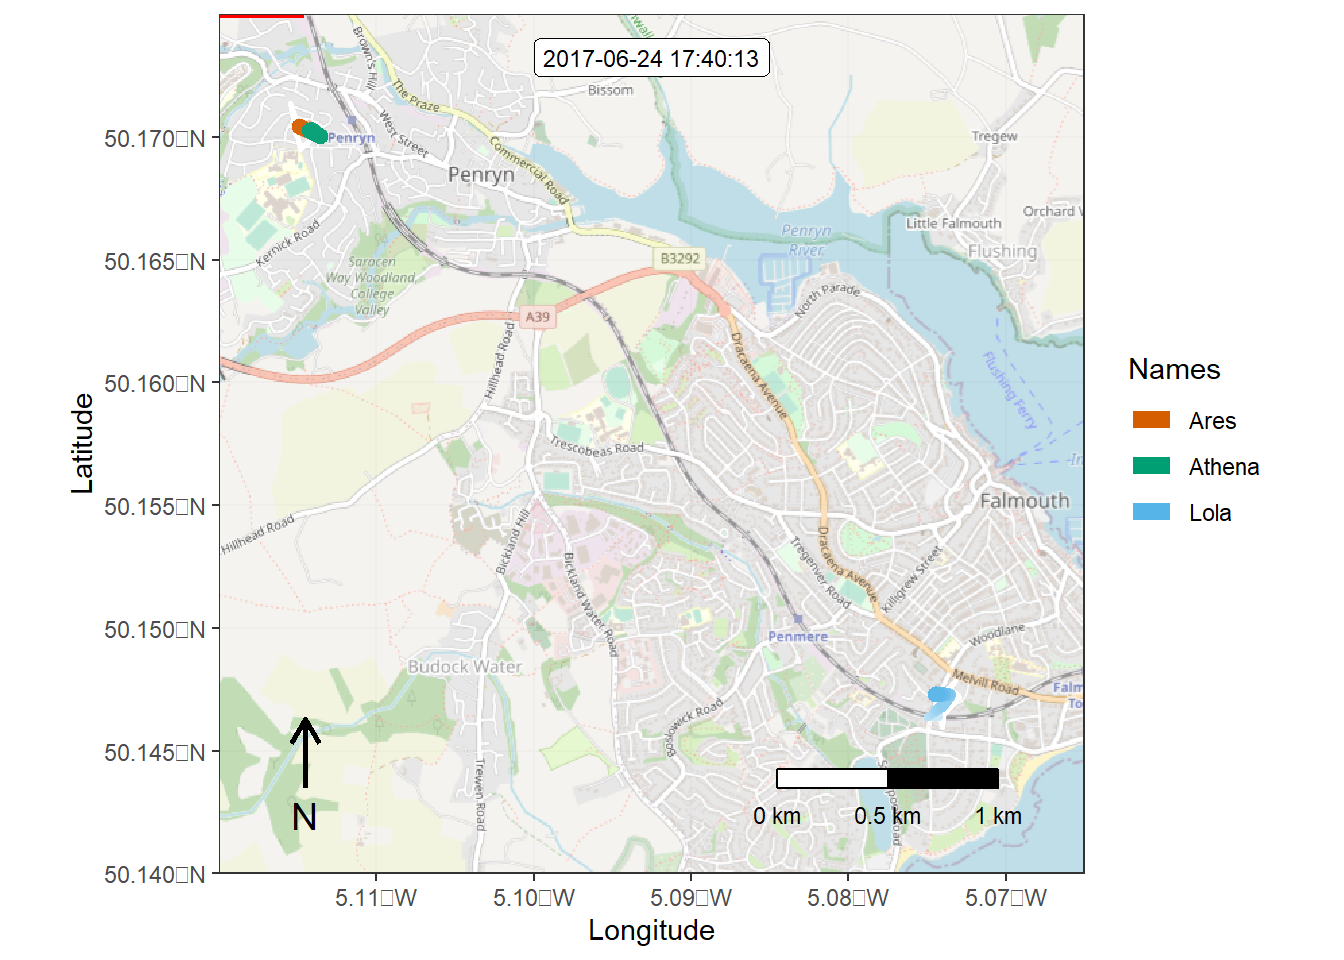 2017-06-24 17:40:13
Brown's Hill
The Praze
West Street
Bissom
Penryn
Commercial Road
Penryn
Tregew
Little Falmouth
Orchard
Flushing
Penryn
River
Kernick Road
Saracen
Way Woodland,
College
Valley
B3292
A39
North Parade
Hillhead Road
Dracaena Avenue
Flushing Ferry
Trescobeas Road
Falmouth
Hillhead Road
Bickland Hill
Bickland Water Road
Tregenver Road
Dracaena Avenue
Killigrew Street
Penmere
Woodlane
Budock Water
Melvill Road
Boslowick Road
Trewen Road
N
0 km
0.5 km
1 km
50.170□N
50.165□N
50.160□N
50.155□N
50.150□N
50.145□N
50.140□N
Latitude
5.11□W
5.10□W
5.09□W
5.08□W
5.07□W
Longitude
Names
Ares
Athena
Lola